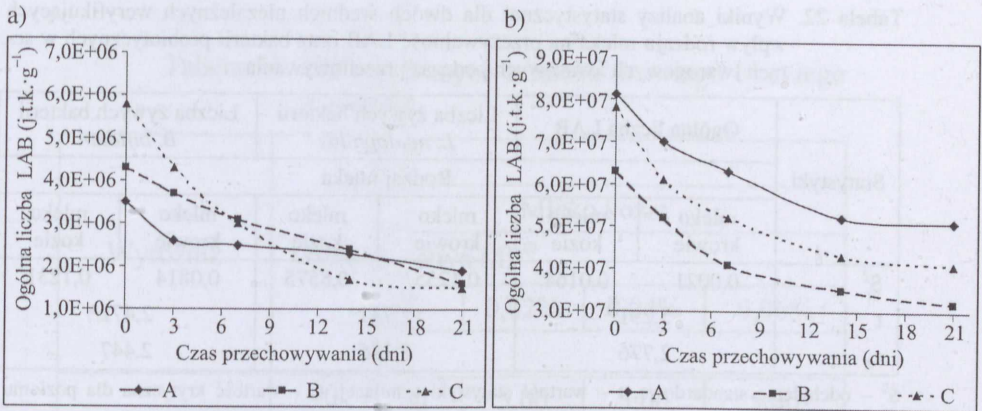 a)
Ogólna liczba LAB (j.t.k·g⁻¹)
7,0E+06
6,0E+06
5,0E+06
4,0E+06
3,0E+06
2,0E+06
1,0E+06
0 3 6 9 12 15 18 21
Czas przechowywania (dni)
A B C
b)
Ogólna liczba LAB (j.t.k·g⁻¹)
9,0E+07
8,0E+07
7,0E+07
6,0E+07
5,0E+07
4,0E+07
3,0E+07
0 3 6 9 12 15 18 21
Czas przechowywania (dni)
A B C